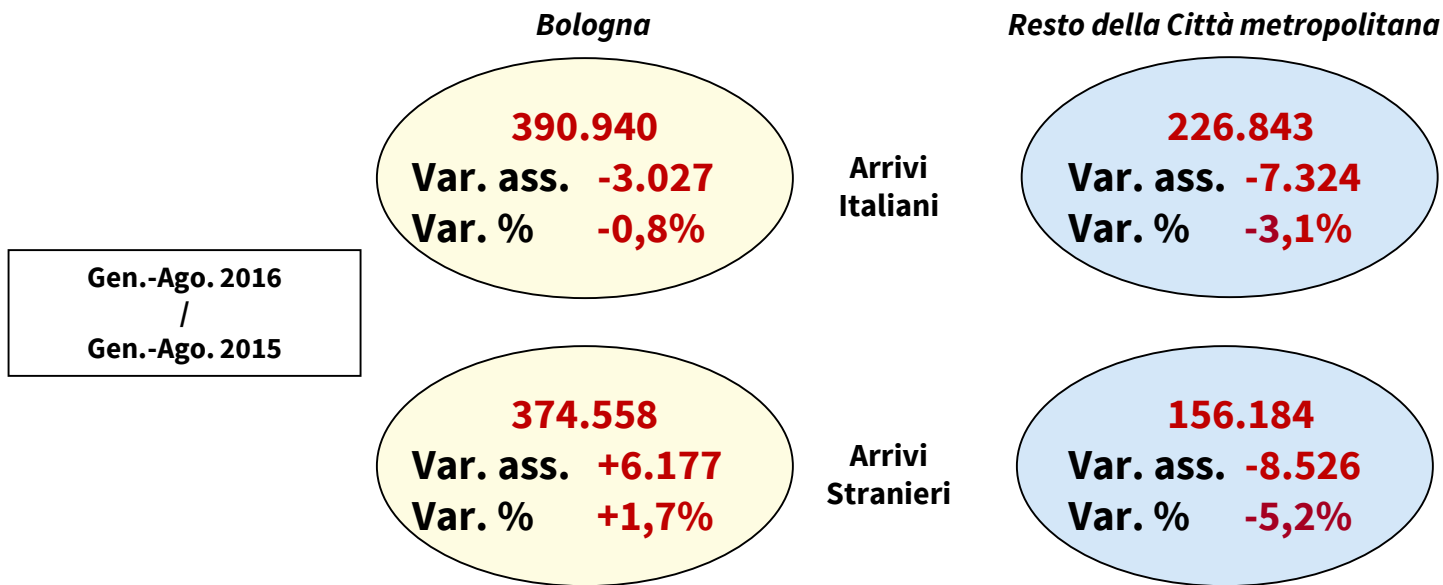 Bologna
Resto della Città metropolitana
390.940
Var. ass. -3.027
Var. % -0,8%
Arrivi
Italiani
226.843
Var. ass. -7.324
Var. % -3,1%
Gen.-Ago. 2016
/
Gen.-Ago. 2015
374.558
Var. ass. +6.177
Var. % +1,7%
Arrivi
Stranieri
156.184
Var. ass. -8.526
Var. % -5,2%